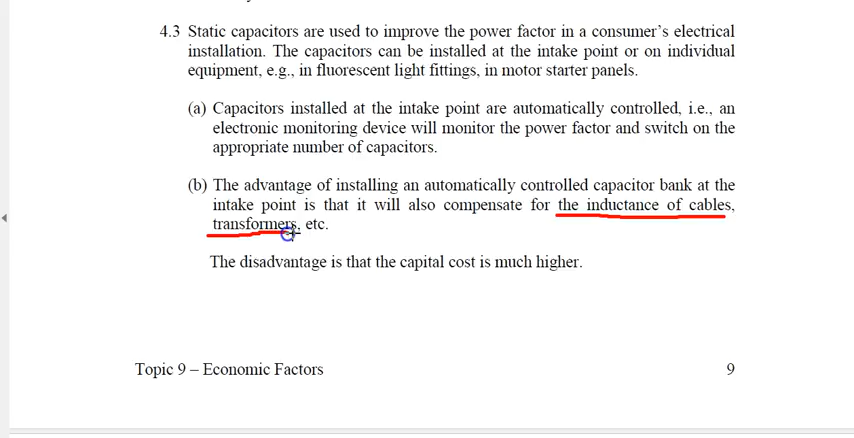 4.3 Static capacitors are used to improve the power factor in a consumer's electrical
installation. The capacitors can be installed at the intake point or on individual
equipment, e.g., in fluorescent light fittings, in motor starter panels.
(a) Capacitors installed at the intake point are automatically controlled, i.e., an
electronic monitoring device will monitor the power factor and switch on the
appropriate number of capacitors.
(b) The advantage of installing an automatically controlled capacitor bank at the
intake point is that it will also compensate for the inductance of cables,
transformers, etc.
The disadvantage is that the capital cost is much higher.
Topic 9 – Economic Factors 9